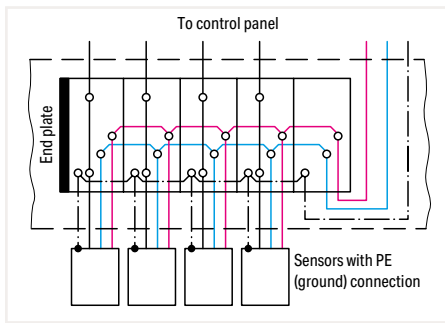 To control panel
End plate
Sensors with PE
(ground) connection